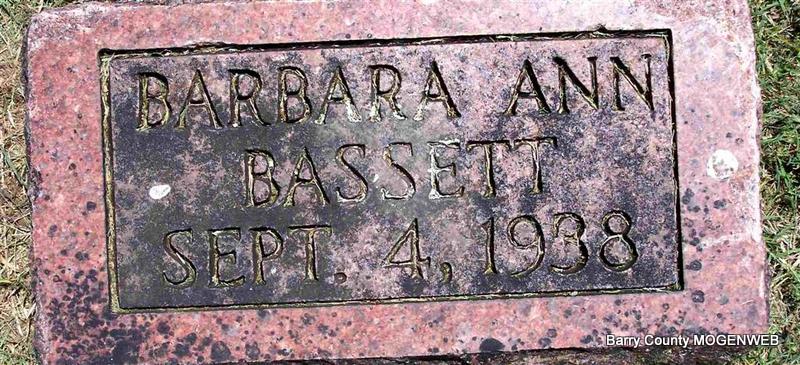 BARBARA ANN
BASSETT
SEPT. 4, 1938
Barry County MOGENWEB